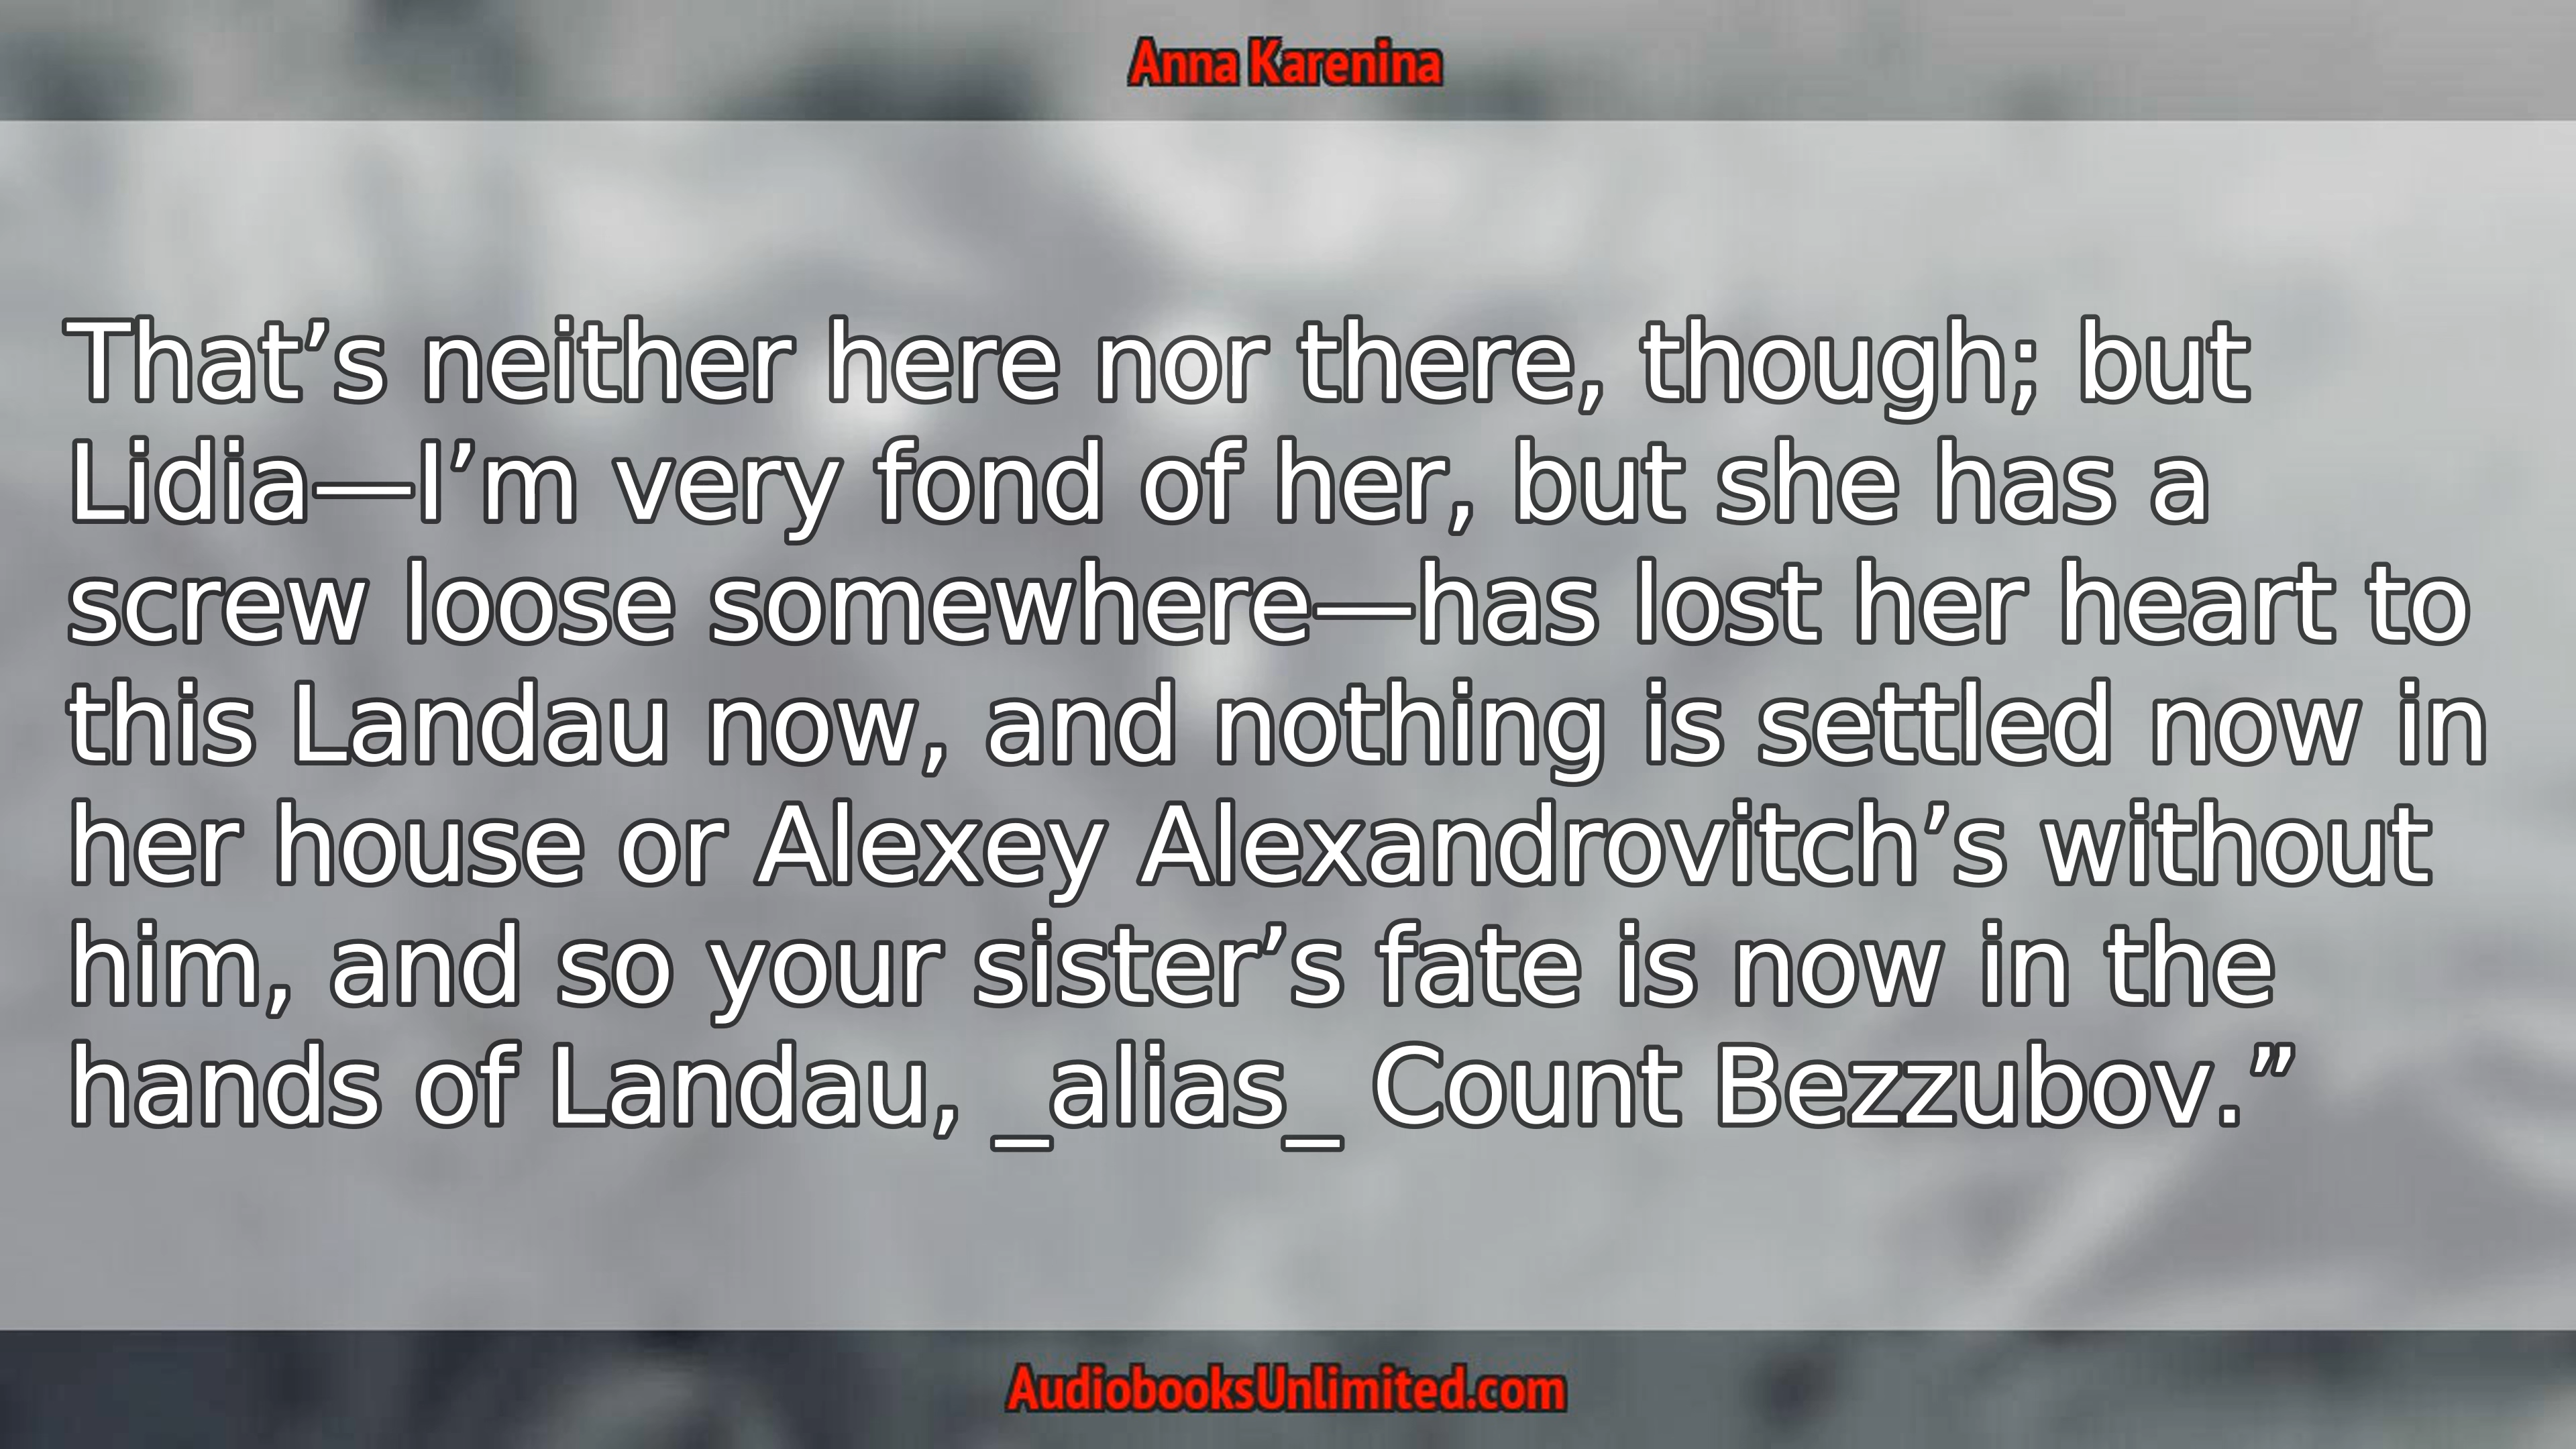 Anna Karenina
That’s neither here nor there, though; but
Lidia—I’m very fond of her, but she has a
screw loose somewhere—has lost her heart to
this Landau now, and nothing is settled now in
her house or Alexey Alexandrovitch’s without
him, and so your sister’s fate is now in the
hands of Landau, _alias_ Count Bezzubov.”
AudiobooksUnlimited.com